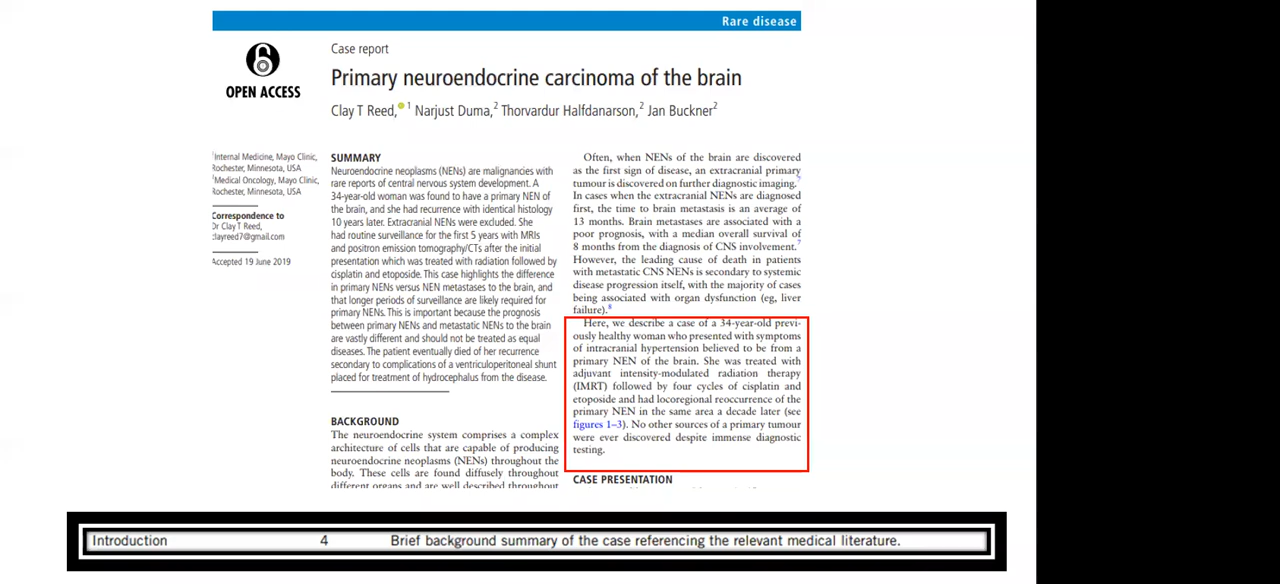 Rare disease
OPEN ACCESS
Case report
Primary neuroendocrine carcinoma of the brain
Clay T Reed, 1 Narjust Duma,2 Thorvardur Halfdanarson,2 Jan Buckner2
1Internal Medicine, Mayo Clinic,
Rochester, Minnesota, USA
2Medical Oncology, Mayo Clinic,
Rochester, Minnesota, USA
Correspondence to
Dr Clay T Reed,
clayreed7@gmail.com
Accepted 19 June 2019
SUMMARY
Neuroendocrine neoplasms (NENs) are malignancies with
rare reports of central nervous system development. A
34-year-old woman was found to have a primary NEN of
the brain, and she had recurrence with identical histology
10 years later. Extracranial NENs were excluded. She
had routine surveillance for the first 5 years with MRIs
and positron emission tomography/CTs after the initial
presentation which was treated with radiation followed by
cisplatin and etoposide. This case highlights the difference
in primary NENs versus NEN metastases to the brain, and
that longer periods of surveillance are likely required for
primary NENs. This is important because the prognosis
between primary NENs and metastatic NENs to the brain
are vastly different and should not be treated as equal
diseases. The patient eventually died of her recurrence
secondary to complications of a ventriculoperitoneal shunt
placed for treatment of hydrocephalus from the disease.
BACKGROUND
The neuroendocrine system comprises a complex
architecture of cells that are capable of producing
neuroendocrine neoplasms (NENs) throughout the
body. These cells are found diffusely throughout
different organs and are well described throughout
Often, when NENs of the brain are discovered
as the first sign of disease, an extracranial primary
tumour is discovered on further diagnostic imaging.7
In cases when the extracranial NENs are diagnosed
first, the time to brain metastasis is an average of
13 months. Brain metastases are associated with a
poor prognosis, with a median overall survival of
8 months from the diagnosis of CNS involvement.7
However, the leading cause of death in patients
with metastatic CNS NENs is secondary to systemic
disease progression itself, with the majority of cases
being associated with organ dysfunction (eg, liver
failure).8
Here, we describe a case of a 34-year-old previ-
ously healthy woman who presented with symptoms
of intracranial hypertension believed to be from a
primary NEN of the brain. She was treated with
adjuvant intensity-modulated radiation therapy
(IMRT) followed by four cycles of cisplatin and
etoposide and had locoregional reoccurrence of the
primary NEN in the same area a decade later (see
figures 1–3). No other sources of a primary tumour
were ever discovered despite immense diagnostic
testing.
CASE PRESENTATION
Introduction 4 Brief background summary of the case referencing the relevant medical literature.